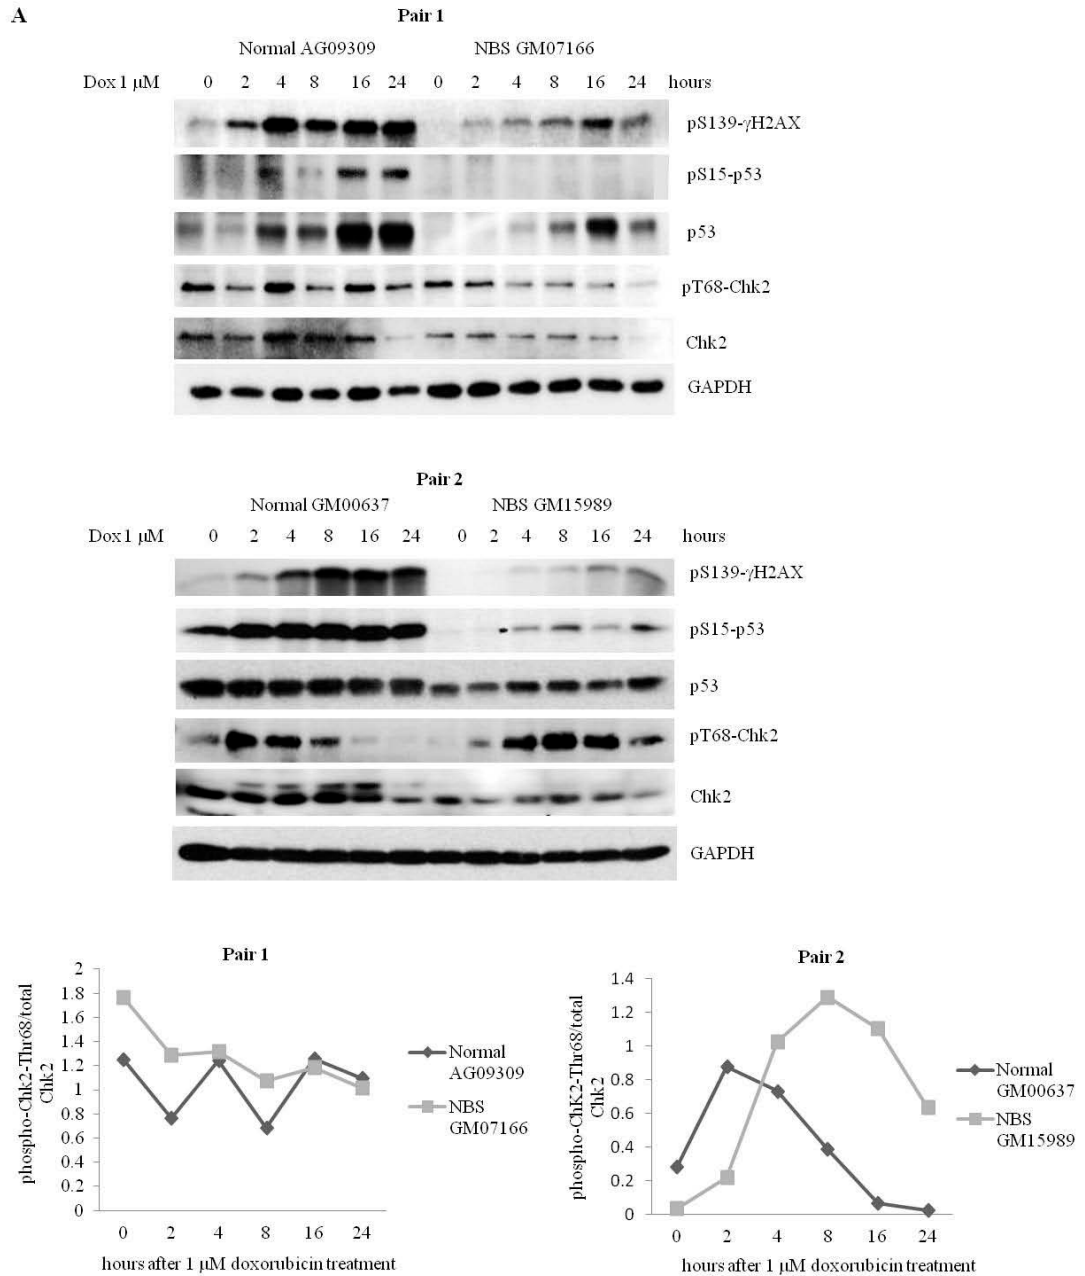 A
Pair 1
Normal AG09309 NBS GM07166
Dox 1 μM 0 2 4 8 16 24 0 2 4 8 16 24 hours
pS139-γH2AX
pS15-p53
p53
pT68-Chk2
Chk2
GAPDH
Pair 2
Normal GM00637 NBS GM15989
Dox 1 μM 0 2 4 8 16 24 0 2 4 8 16 24 hours
pS139-γH2AX
pS15-p53
p53
pT68-Chk2
Chk2
GAPDH
Pair 1
phospho-Chk2-Thr68/total
Chk2
2
1.8
1.6
1.4
1.2
1
0.8
0.6
0.4
0.2
0
0 2 4 8 16 24
hours after 1 μM doxorubicin treatment
Normal
AG09309
NBS
GM07166
Pair 2
phospho-ChK2-Thr68/total
Chk2
1.4
1.2
1
0.8
0.6
0.4
0.2
0
0 2 4 8 16 24
hours after 1 μM doxorubicin treatment
Normal
GM00637
NBS
GM15989